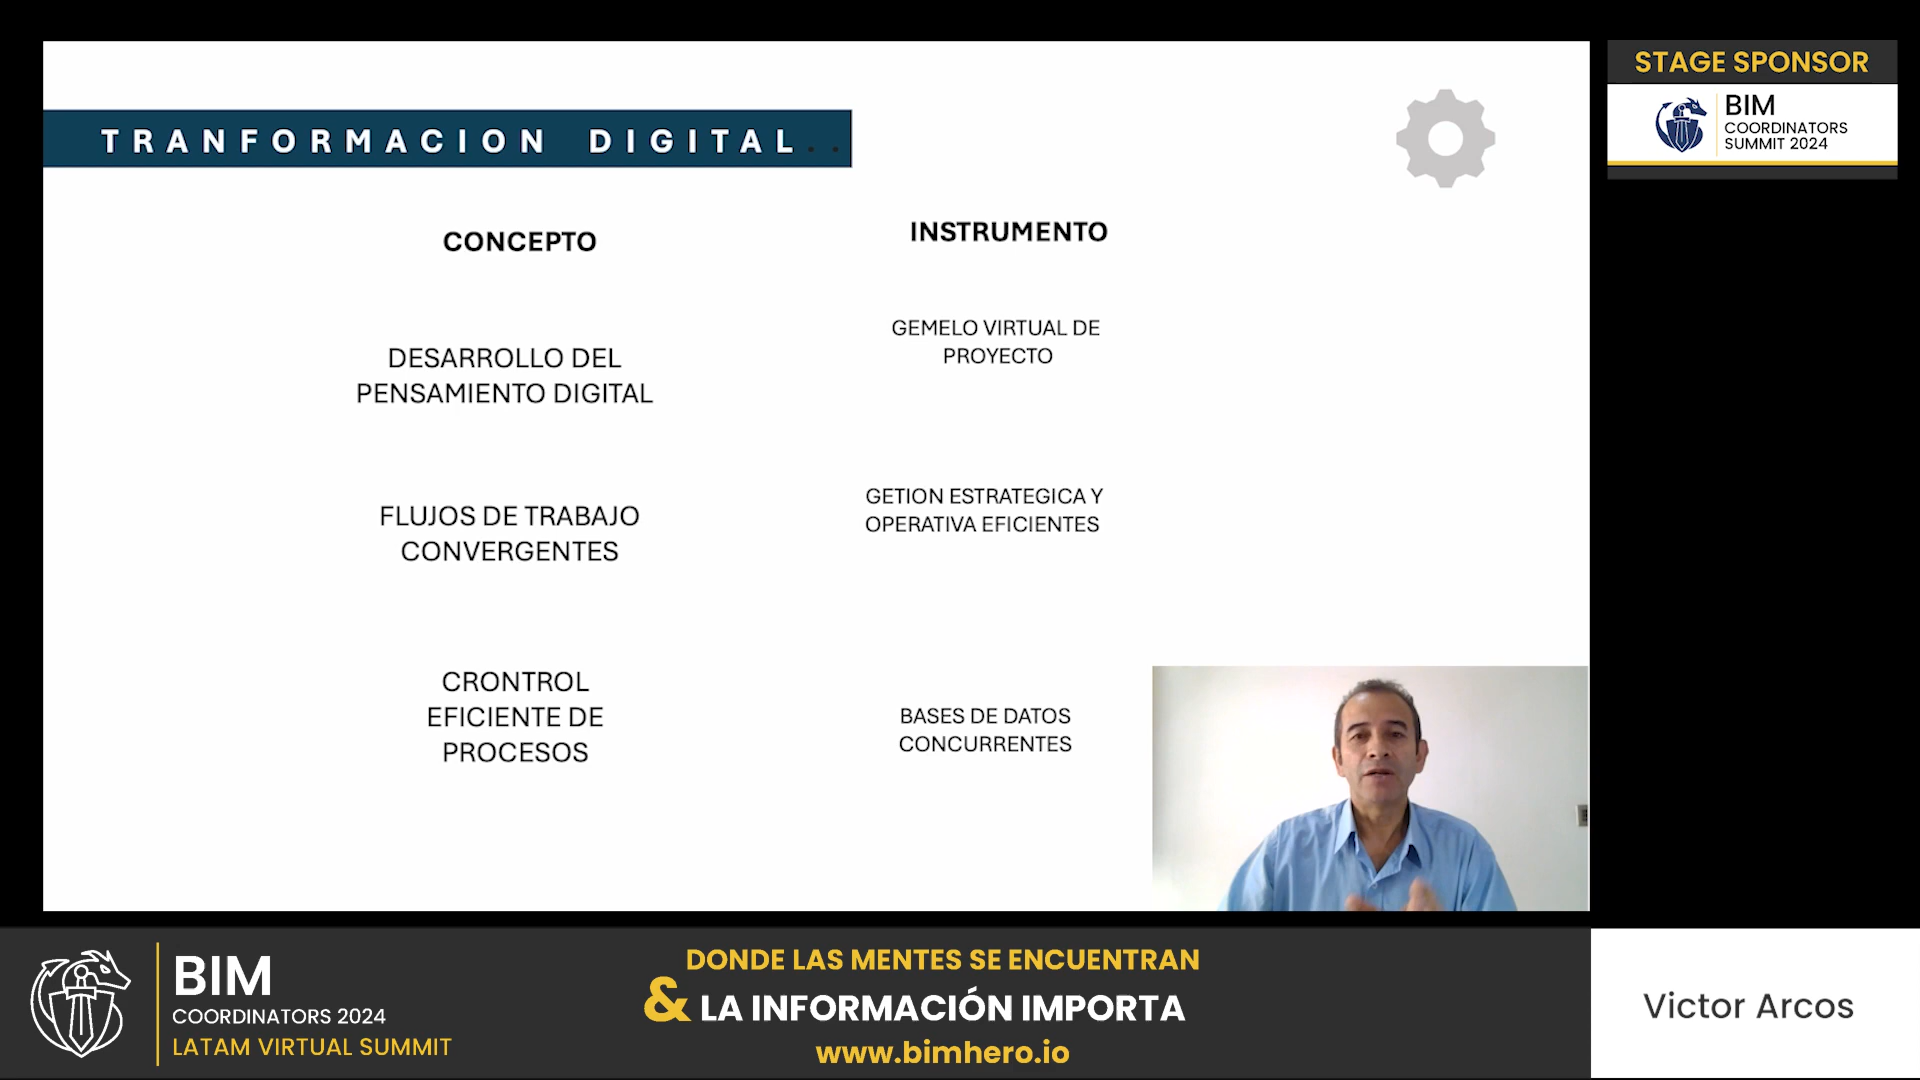 TRANFORMACION DIGITAL..
CONCEPTO
INSTRUMENTO
DESARROLLO DEL
PENSAMIENTO DIGITAL
GEMELO VIRTUAL DE
PROYECTO
FLUJOS DE TRABAJO
CONVERGENTES
GETION ESTRATEGICA Y
OPERATIVA EFICIENTES
CRONTROL
EFICIENTE DE
PROCESOS
BASES DE DATOS
CONCURRENTES
STAGE SPONSOR
BIM
COORDINATORS
SUMMIT 2024
BIM
COORDINATORS 2024
LATAM VIRTUAL SUMMIT
DONDE LAS MENTES SE ENCUENTRAN
& LA INFORMACIÓN IMPORTA
www.bimhero.io
Victor Arcos